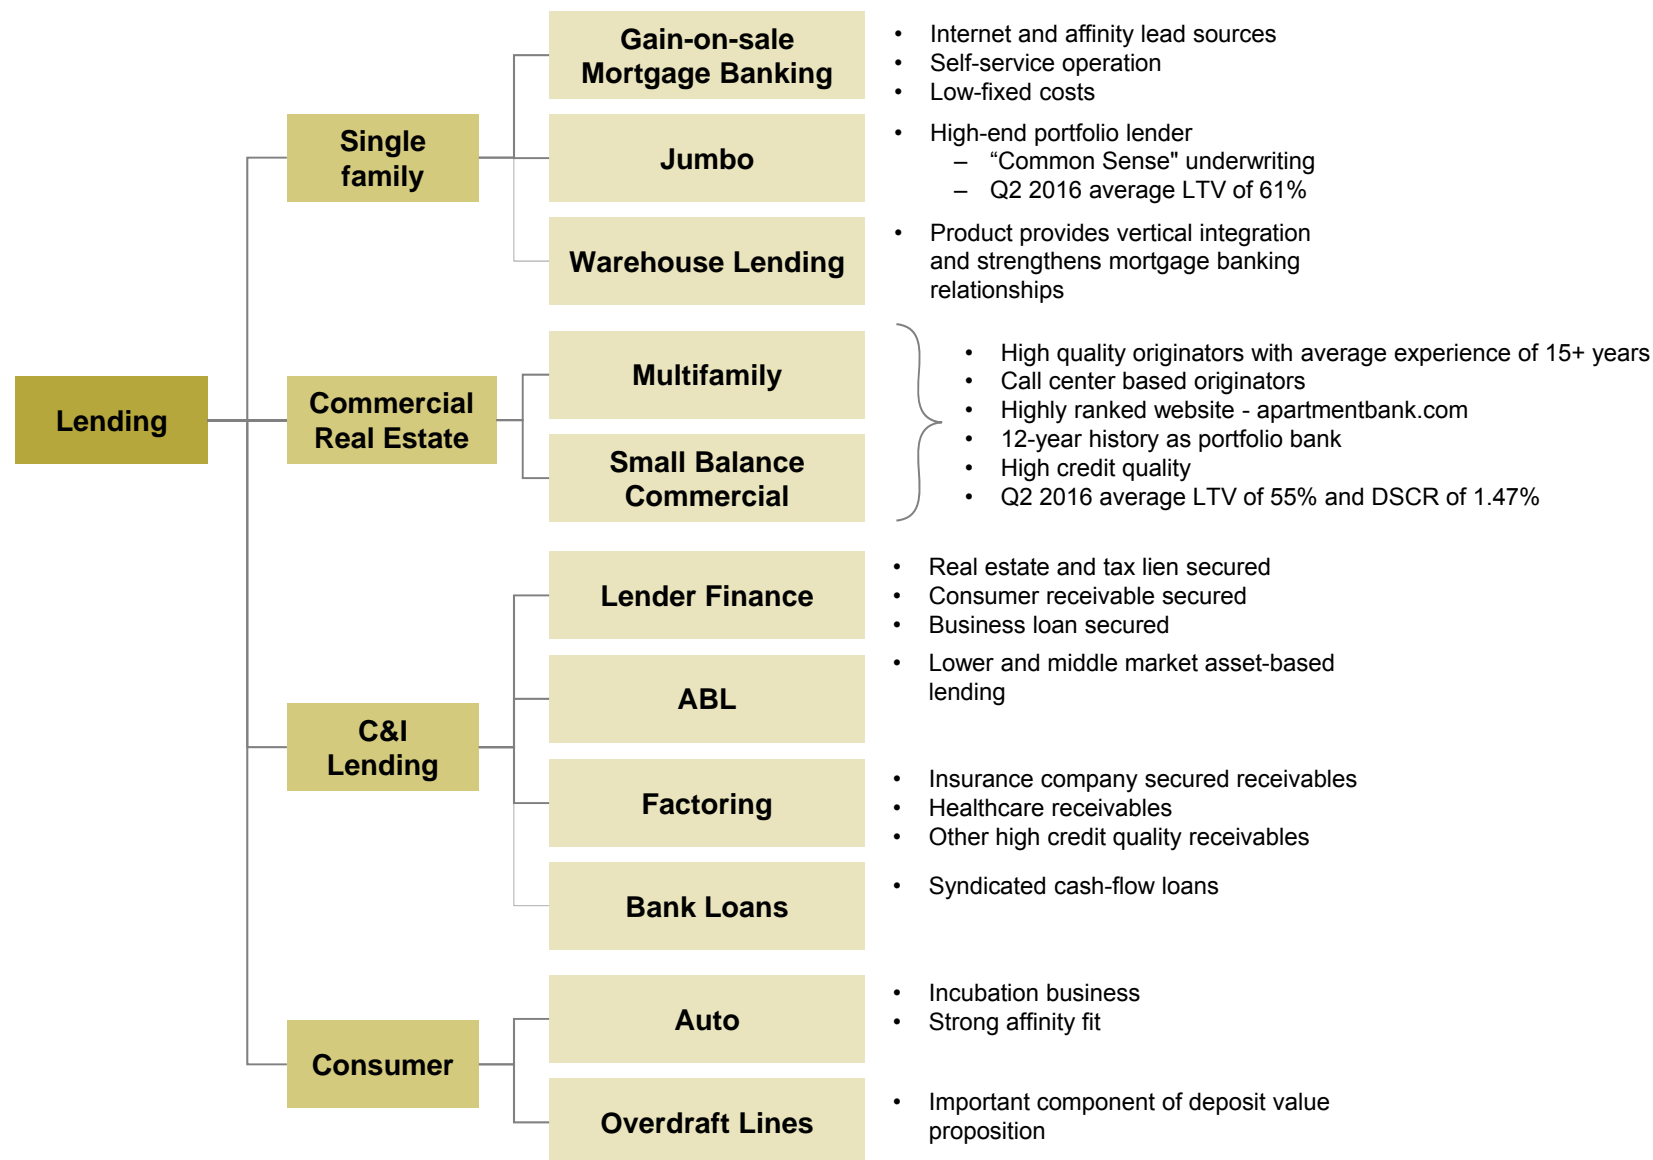 Lending
Single
family
Gain-on-sale
Mortgage Banking
• Internet and affinity lead sources
• Self-service operation
• Low-fixed costs
Jumbo
• High-end portfolio lender
– “Common Sense" underwriting
– Q2 2016 average LTV of 61%
Warehouse Lending
• Product provides vertical integration
and strengthens mortgage banking
relationships
Commercial
Real Estate
Multifamily
Small Balance
Commercial
• High quality originators with average experience of 15+ years
• Call center based originators
• Highly ranked website - apartmentbank.com
• 12-year history as portfolio bank
• High credit quality
• Q2 2016 average LTV of 55% and DSCR of 1.47%
C&I
Lending
Lender Finance
• Real estate and tax lien secured
• Consumer receivable secured
• Business loan secured
ABL
• Lower and middle market asset-based
lending
Factoring
• Insurance company secured receivables
• Healthcare receivables
• Other high credit quality receivables
Bank Loans
• Syndicated cash-flow loans
Consumer
Auto
• Incubation business
• Strong affinity fit
Overdraft Lines
• Important component of deposit value
proposition